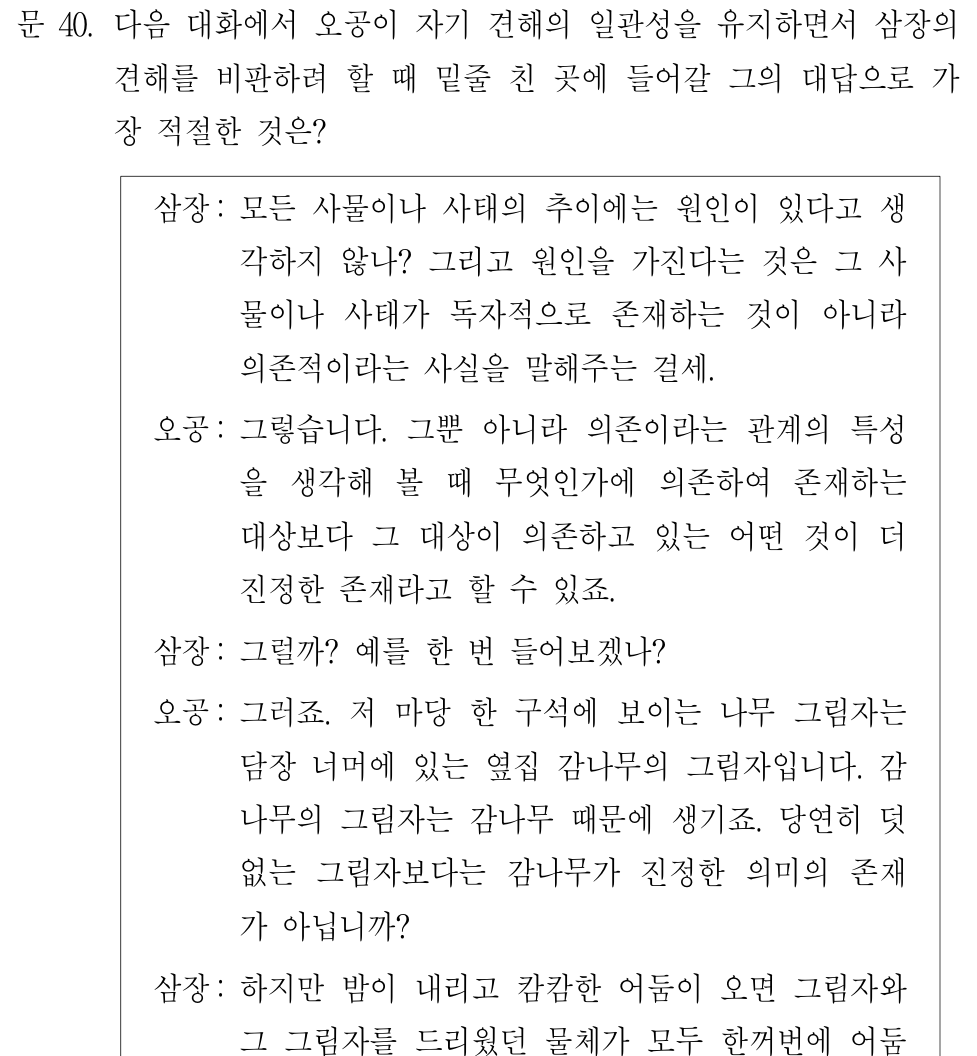 문 40. 다음 대화에서 오공이 자기 견해의 일관성을 유지하면서 삼장의
견해를 비판하려 할 때 밑줄 친 곳에 들어갈 그의 대답으로 가
장 적절한 것은?
삼장 : 모든 사물이나 사태의 추이에는 원인이 있다고 생
각하지 않나? 그리고 원인을 가진다는 것은 그 사
물이나 사태가 독자적으로 존재하는 것이 아니라
의존적이라는 사실을 말해주는 걸세.
오공 : 그렇습니다. 그뿐 아니라 의존이라는 관계의 특성
을 생각해 볼 때 무엇인가에 의존하여 존재하는
대상보다 그 대상이 의존하고 있는 어떤 것이 더
진정한 존재라고 할 수 있죠.
삼장 : 그럴까? 예를 한 번 들어보겠나?
오공 : 그러죠. 저 마당 한 구석에 보이는 나무 그림자는
담장 너머에 있는 옆집 감나무의 그림자입니다. 감
나무의 그림자는 감나무 때문에 생기죠. 당연히 덧
없는 그림자보다는 감나무가 진정한 의미의 존재
가 아닙니까?
삼장 : 하지만 밤이 내리고 캄캄한 어둠이 오면 그림자와
그 그림자를 드리웠던 물체가 모두 한꺼번에 어둠